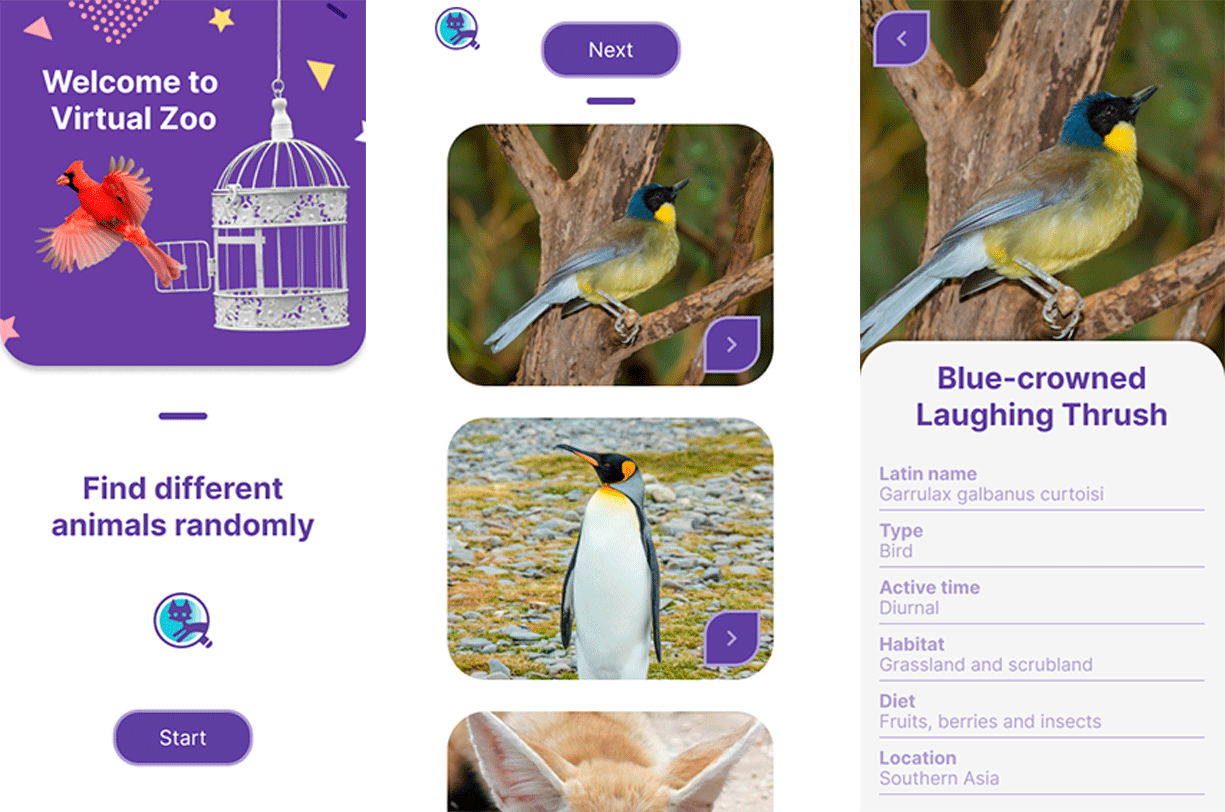 Welcome to
Virtual Zoo
Find different
animals randomly
Start
Next
Blue-crowned
Laughing Thrush
Latin name
Garrulax galbanus curtoisi
Type
Bird
Active time
Diurnal
Habitat
Grassland and scrubland
Diet
Fruits, berries and insects
Location
Southern Asia